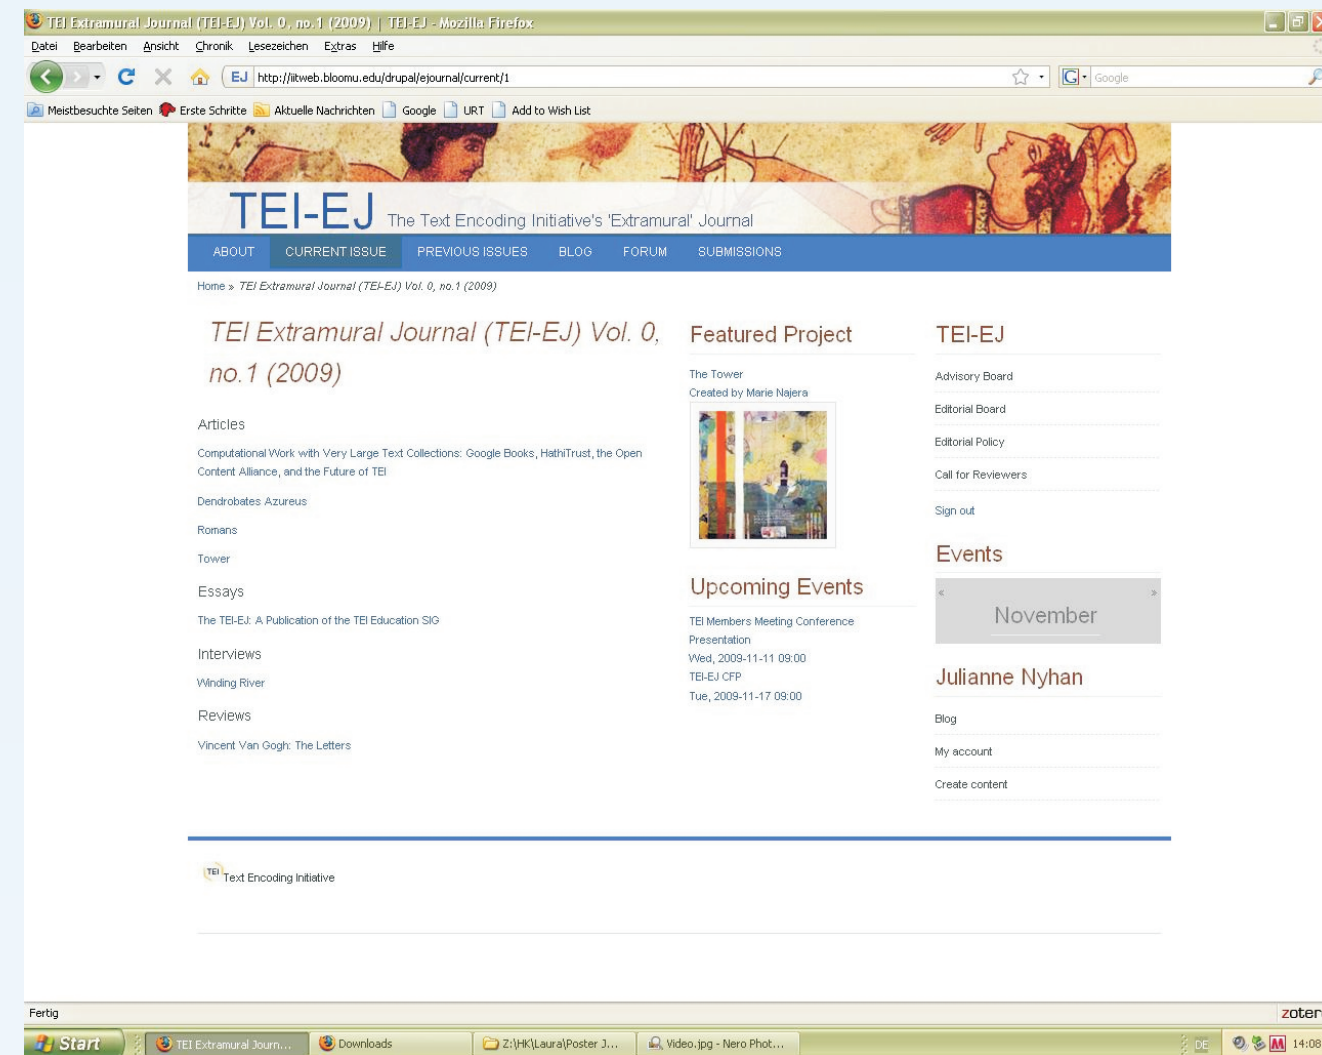 TEI Extramural Journal (TEI-EJ) Vol. 0, no.1 (2009) | TEI-EJ - Mozilla Firefox
Datei Bearbeiten Ansicht Chronik Lesezeichen Extras Hilfe
EJ http://iitweb.bloomu.edu/drupal/ejournal/current/1
G Google
Meistbesuchte Seiten Erste Schritte Aktuelle Nachrichten Google URT Add to Wish List
TEI-EJ The Text Encoding Initiative's 'Extramural' Journal
ABOUT CURRENT ISSUE PREVIOUS ISSUES BLOG FORUM SUBMISSIONS
Home » TEI Extramural Journal (TEI-EJ) Vol. 0, no.1 (2009)
TEI Extramural Journal (TEI-EJ) Vol. 0,
no.1 (2009)
Articles
Computational Work with Very Large Text Collections: Google Books, HathiTrust, the Open
Content Alliance, and the Future of TEI
Dendrobates Azureus
Romans
Tower
Essays
The TEI-EJ: A Publication of the TEI Education SIG
Interviews
Winding River
Reviews
Vincent Van Gogh: The Letters
Featured Project
The Tower
Created by Marie Najera
Upcoming Events
TEI Members Meeting Conference
Presentation
Wed, 2009-11-11 09:00
TEI-EJ CFP
Tue, 2009-11-17 09:00
TEI-EJ
Advisory Board
Editorial Board
Editorial Policy
Call for Reviewers
Sign out
Events
« »
November
Julianne Nyhan
Blog
My account
Create content
TEI Text Encoding Initiative
Fertig
zoter
Start TEI Extramural Journ... Downloads Z:\HK\Laura\Poster J... Video.jpg - Nero Phot... DE M 14:08